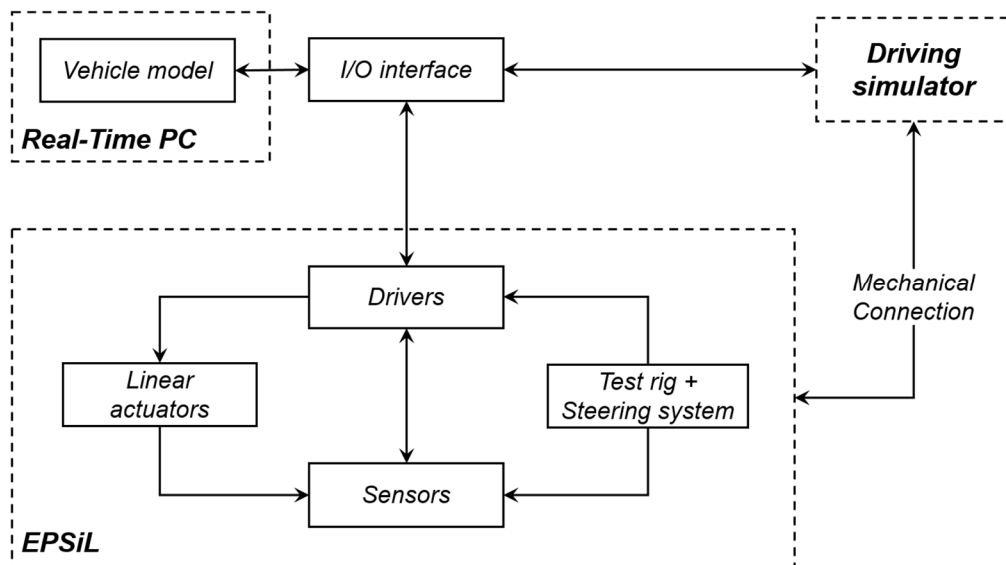 Vehicle model
Real-Time PC
I/O interface
Driving
simulator
Mechanical
Connection
Drivers
Linear
actuators
Test rig +
Steering system
Sensors
EPSiL